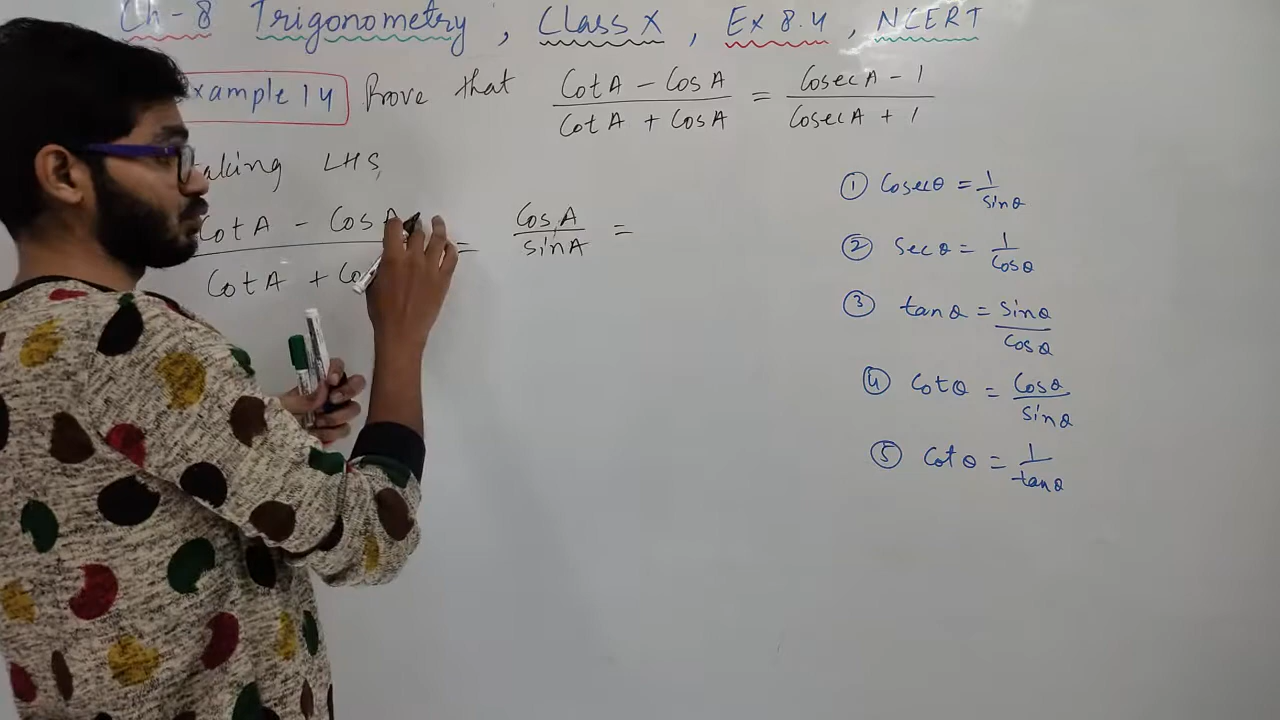 Ch - 8 Trigonometry , Class X , Ex 8.4 , NCERT
Example 14 Prove that (Cot A - Cos A)/(Cot A + Cos A) = (Cosec A - 1)/(Cosec A + 1)
LHS,
(Cot A - Cos A)/(Cot A + Co = Cos A/sin A =
① Cosecθ = 1/sinθ
② secθ = 1/Cosθ
③ tanθ = sinθ/Cosθ
④ Cotθ = Cosθ/sinθ
⑤ Cotθ = 1/tanθ